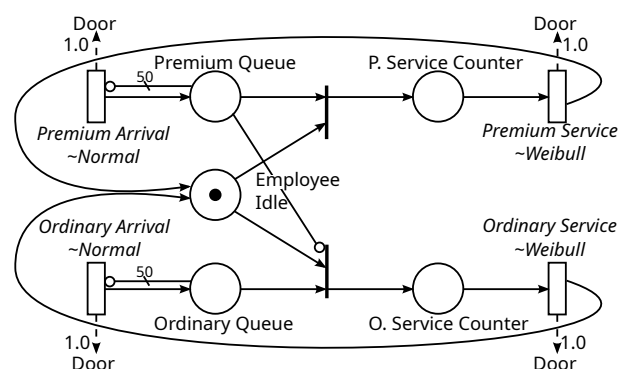 Door
Door
1.0
1.0
50
Premium Queue
P. Service Counter
Premium Arrival
~Normal
Premium Service
~Weibull
Employee
Idle
Ordinary Arrival
~Normal
Ordinary Service
~Weibull
50
Ordinary Queue
O. Service Counter
1.0
1.0
Door
Door